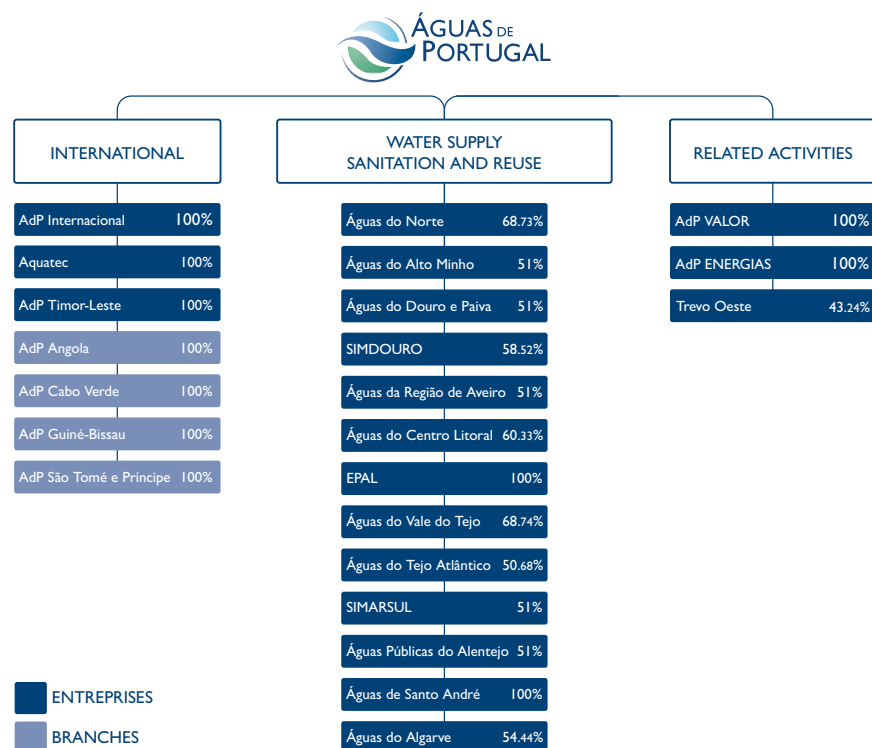 ÁGUAS DE
PORTUGAL
INTERNATIONAL
AdP Internacional 100%
Aquatec 100%
AdP Timor-Leste 100%
AdP Angola 100%
AdP Cabo Verde 100%
AdP Guiné-Bissau 100%
AdP São Tomé e Príncipe 100%
WATER SUPPLY
SANITATION AND REUSE
Águas do Norte 68.73%
Águas do Alto Minho 51%
Águas do Douro e Paiva 51%
SIMDOURO 58.52%
Águas da Região de Aveiro 51%
Águas do Centro Litoral 60.33%
EPAL 100%
Águas do Vale do Tejo 68.74%
Águas do Tejo Atlântico 50.68%
SIMARSUL 51%
Águas Públicas do Alentejo 51%
Águas de Santo André 100%
Águas do Algarve 54.44%
RELATED ACTIVITIES
AdP VALOR 100%
AdP ENERGIAS 100%
Trevo Oeste 43.24%
ENTREPRISES
BRANCHES